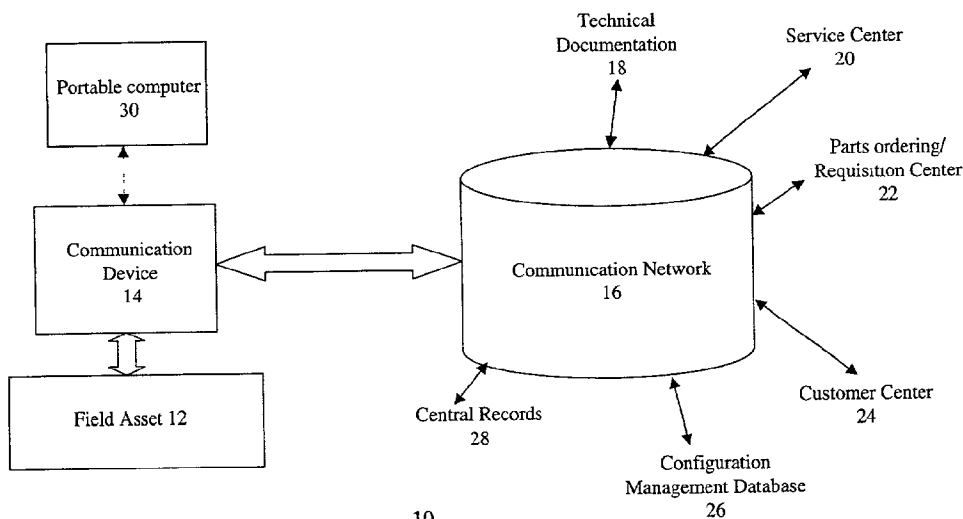 Portable computer
30
Communication
Device
14
Field Asset 12
Communication Network
16
Technical
Documentation
18
Service Center
20
Parts ordering/
Requisition Center
22
Customer Center
24
Configuration
Management Database
26
Central Records
28
10